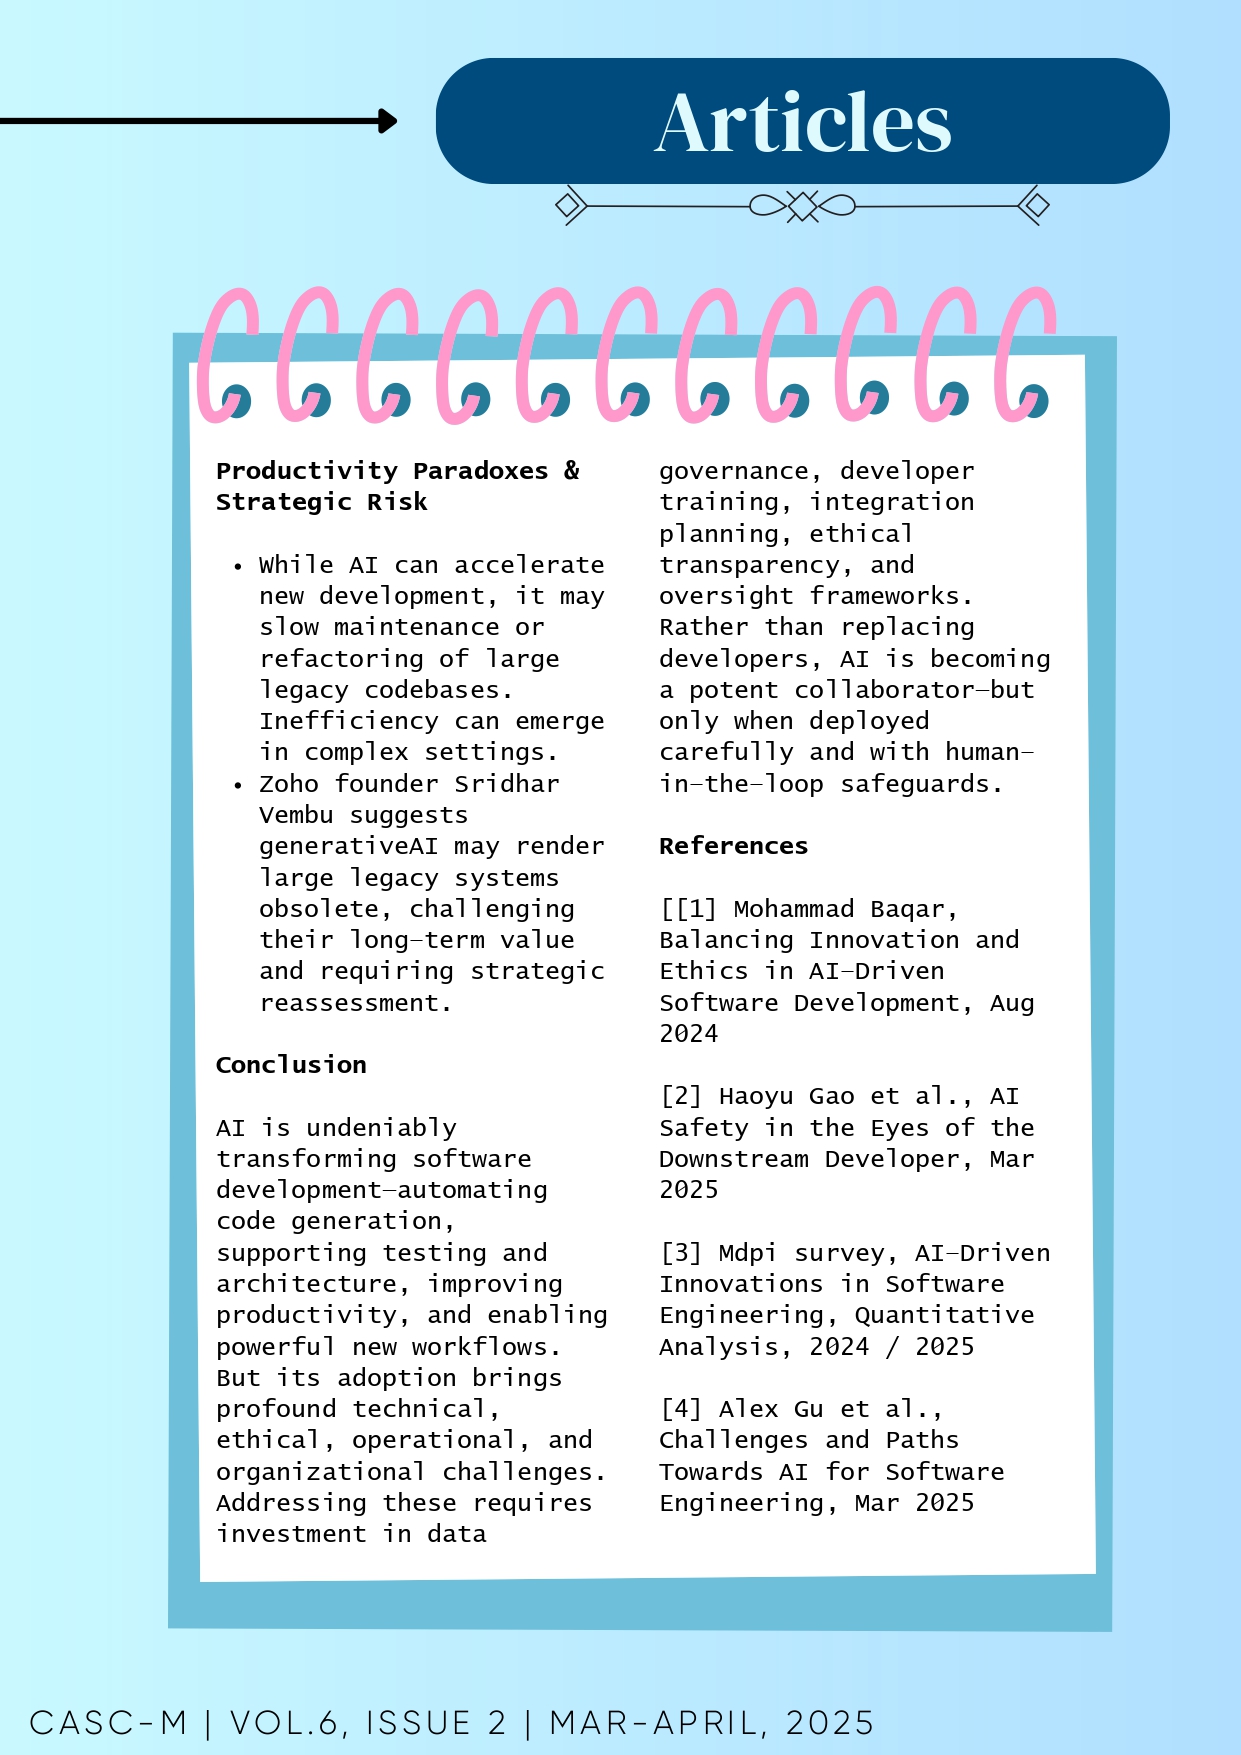 Articles
Productivity Paradoxes &
Strategic Risk
• While AI can accelerate
new development, it may
slow maintenance or
refactoring of large
legacy codebases.
Inefficiency can emerge
in complex settings.
• Zoho founder Sridhar
Vembu suggests
generativeAI may render
large legacy systems
obsolete, challenging
their long-term value
and requiring strategic
reassessment.
Conclusion
AI is undeniably
transforming software
development—automating
code generation,
supporting testing and
architecture, improving
productivity, and enabling
powerful new workflows.
But its adoption brings
profound technical,
ethical, operational, and
organizational challenges.
Addressing these requires
investment in data
governance, developer
training, integration
planning, ethical
transparency, and
oversight frameworks.
Rather than replacing
developers, AI is becoming
a potent collaborator—but
only when deployed
carefully and with human-
in-the-loop safeguards.
References
[[1] Mohammad Baqar,
Balancing Innovation and
Ethics in AI-Driven
Software Development, Aug
2024
[2] Haoyu Gao et al., AI
Safety in the Eyes of the
Downstream Developer, Mar
2025
[3] Mdpi survey, AI-Driven
Innovations in Software
Engineering, Quantitative
Analysis, 2024 / 2025
[4] Alex Gu et al.,
Challenges and Paths
Towards AI for Software
Engineering, Mar 2025
CASC-M | VOL.6, ISSUE 2 | MAR-APRIL, 2025